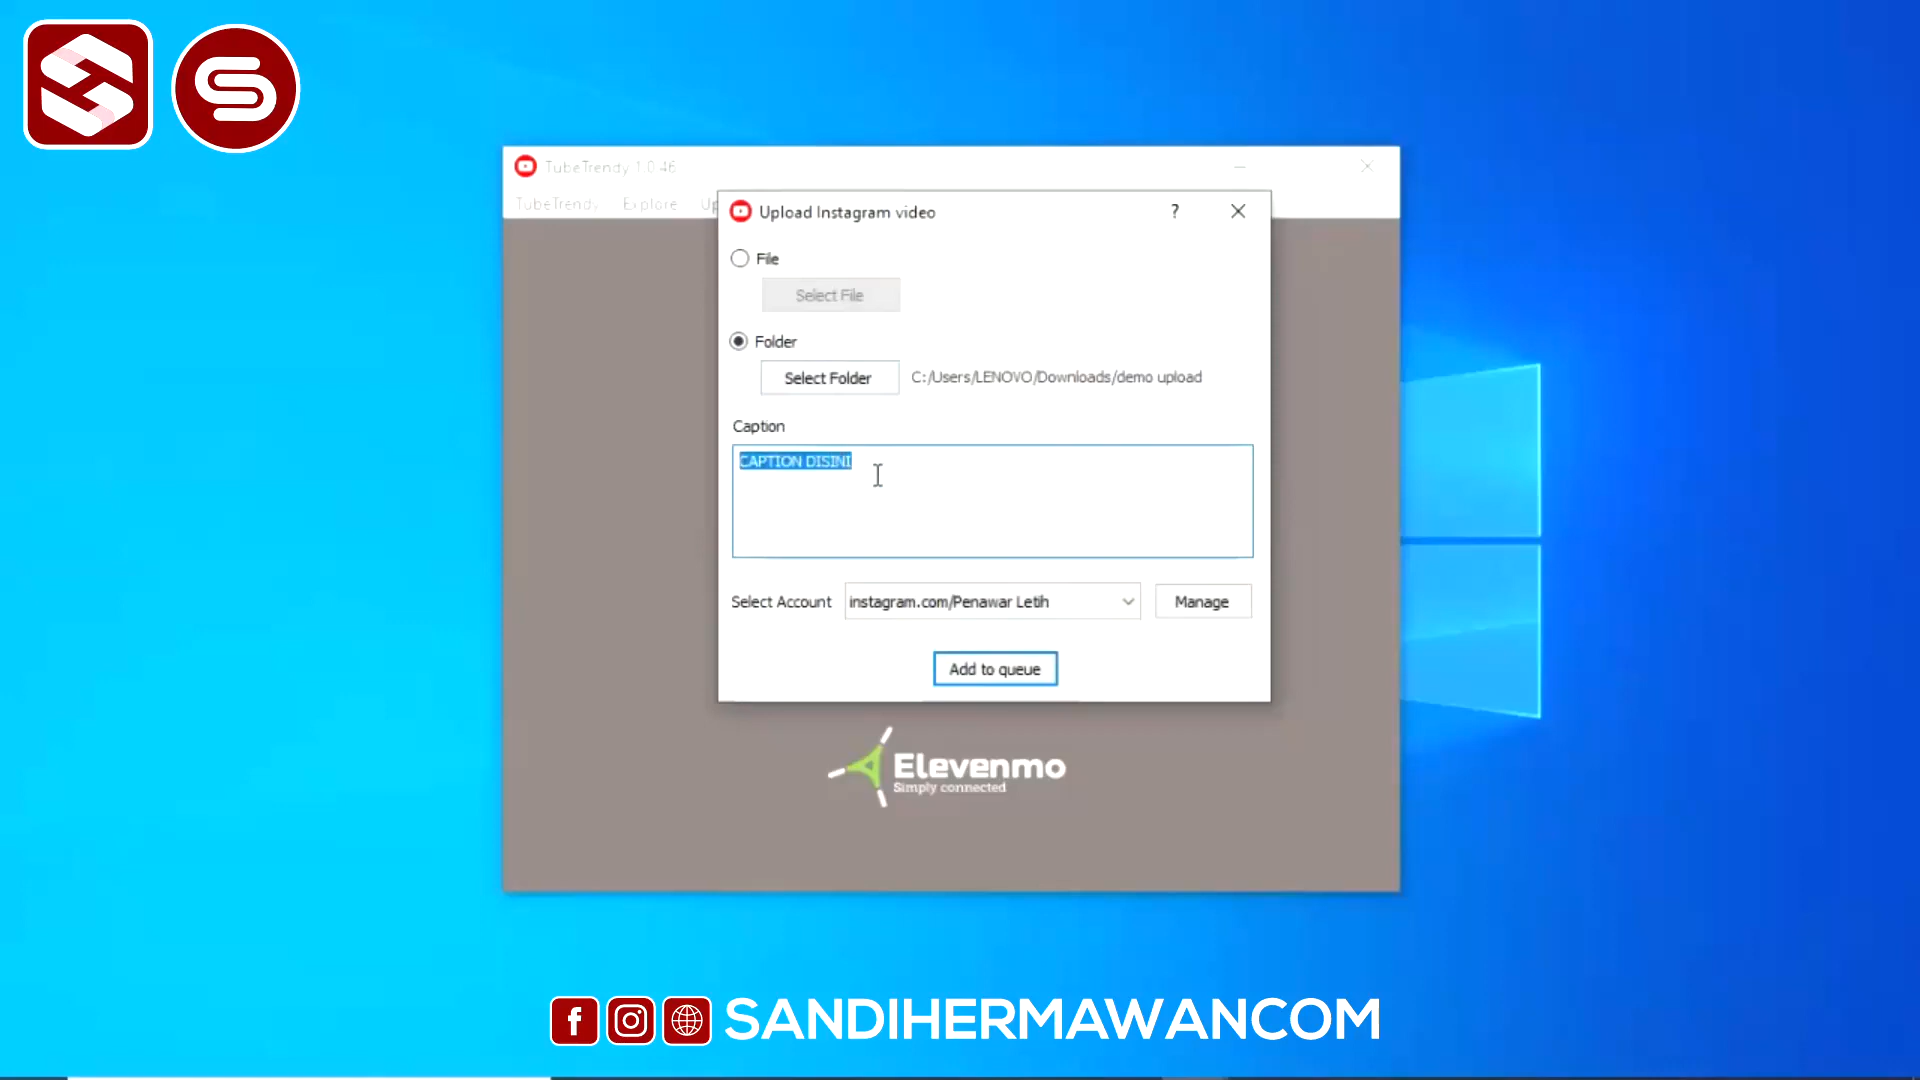 TubeTrendy 1.0.46
TubeTrendy Explore Up
Upload Instagram video ?
File
Select File
Folder
Select Folder C:/Users/LENOVO/Downloads/demo upload
Caption
CAPTION DISINI
Select Account instagram.com/Penawar Letih Manage
Add to queue
Elevenmo
Simply connected
SANDIHERMAWANCOM